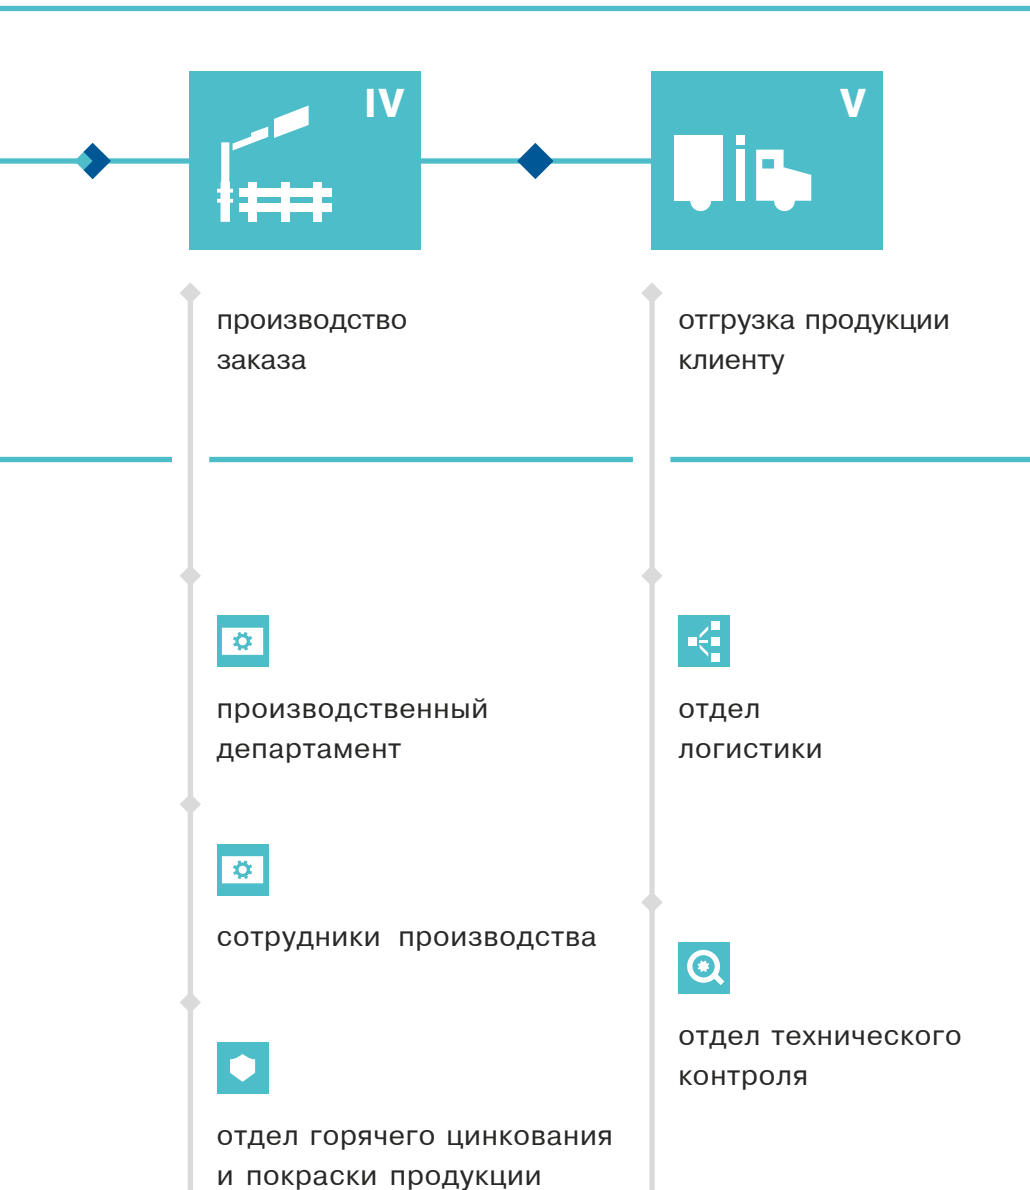 IV
производство
заказа
производственный
департамент
сотрудники производства
отдел горячего цинкования
и покраски продукции
V
отгрузка продукции
клиенту
отдел
логистики
отдел технического
контроля